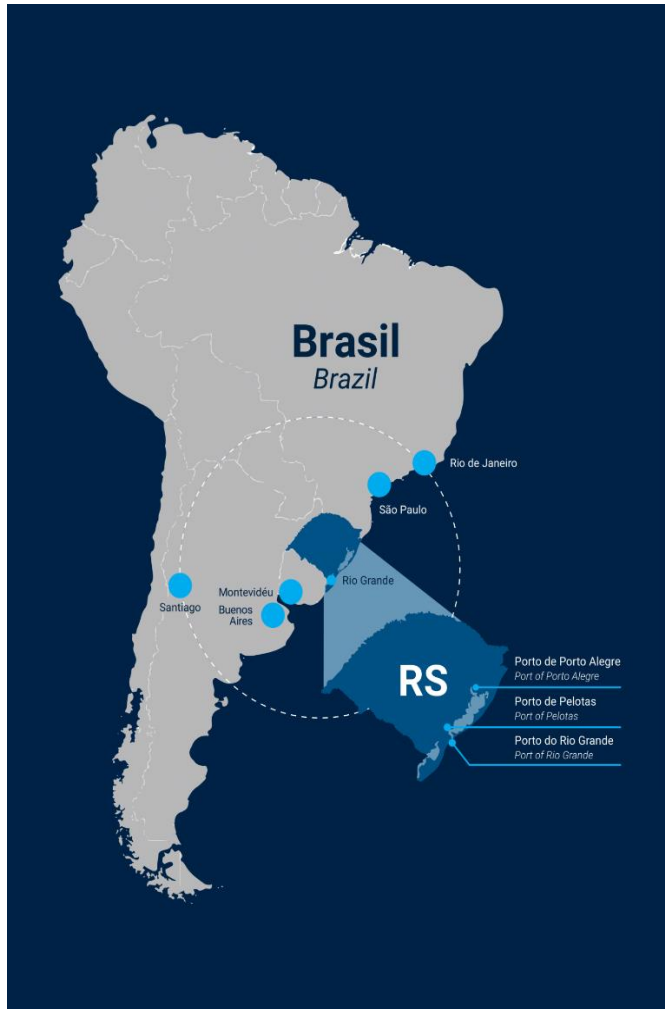 Brasil
Brazil
Rio de Janeiro
São Paulo
Rio Grande
Montevidéu
Santiago
Buenos
Aires
RS
Porto de Porto Alegre
Port of Porto Alegre
Porto de Pelotas
Port of Pelotas
Porto do Rio Grande
Port of Rio Grande